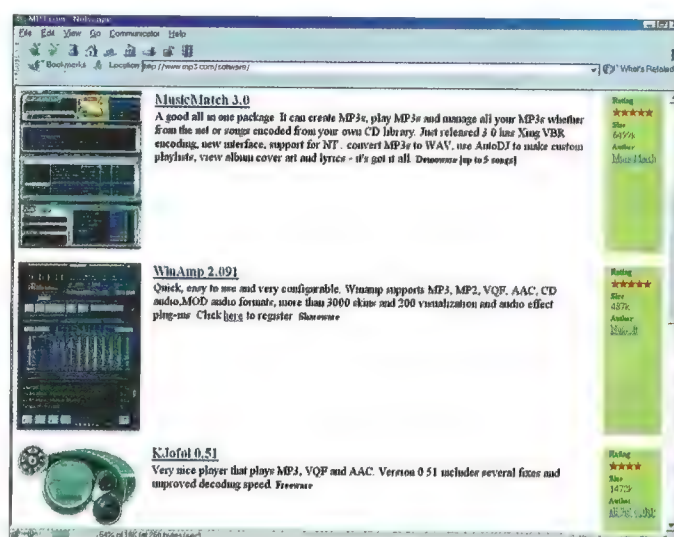 MP3.com - Netscape
File Edit View Go Communicator Help
Bookmarks Location http://www.mp3.com/software/ What's Related
MusicMatch 3.0
A good all in one package. It can create MP3s, play MP3s and manage all your MP3s whether
from the net or songs encoded from your own CD library. Just released 3.0 has Xing VBR
encoding, new interface, support for NT. convert MP3s to WAV, use AutoDJ to make custom
playlists, view album cover art and lyrics - it's got it all. Demoware [up to 5 songs]
Rating
Size
Author
MusicMatch
WinAmp 2.091
Quick, easy to use and very configurable. Winamp supports MP3, MP2, VQF, AAC, CD
audio,MOD audio formats, more than 3000 skins and 200 visualization and audio effect
plug-ins. Click here to register. Shareware
Rating
Size
487k
Author
KJofol 0.51
Very nice player that plays MP3, VQF and AAC. Version 0.51 includes several fixes and
improved decoding speed. Freeware
Rating
Size
1472k
Author